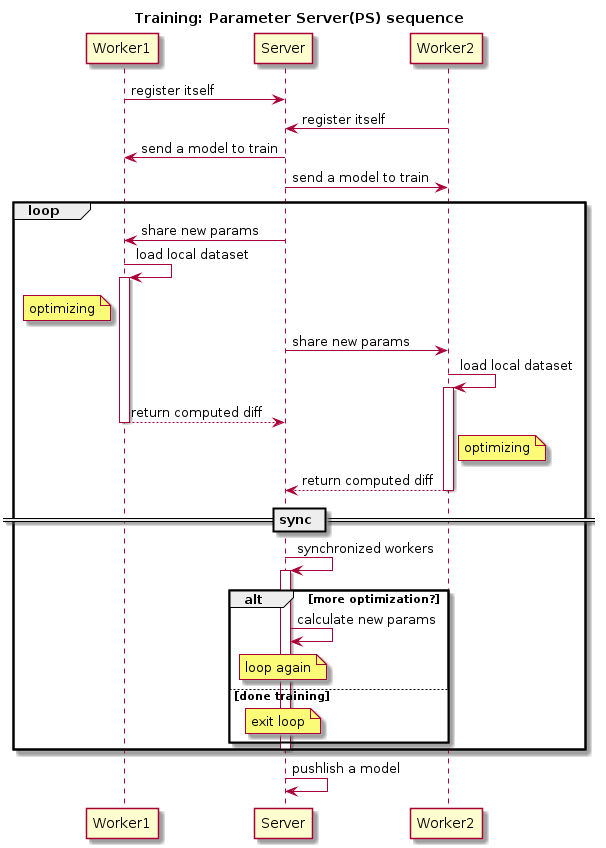 Training: Parameter Server(PS) sequence
Worker1 Server Worker2
register itself
register itself
send a model to train
send a model to train
loop
share new params
load local dataset
optimizing
share new params
load local dataset
return computed diff
optimizing
return computed diff
sync
synchronized workers
alt [more optimization?]
calculate new params
loop again
[done training]
exit loop
pushlish a model
Worker1 Server Worker2